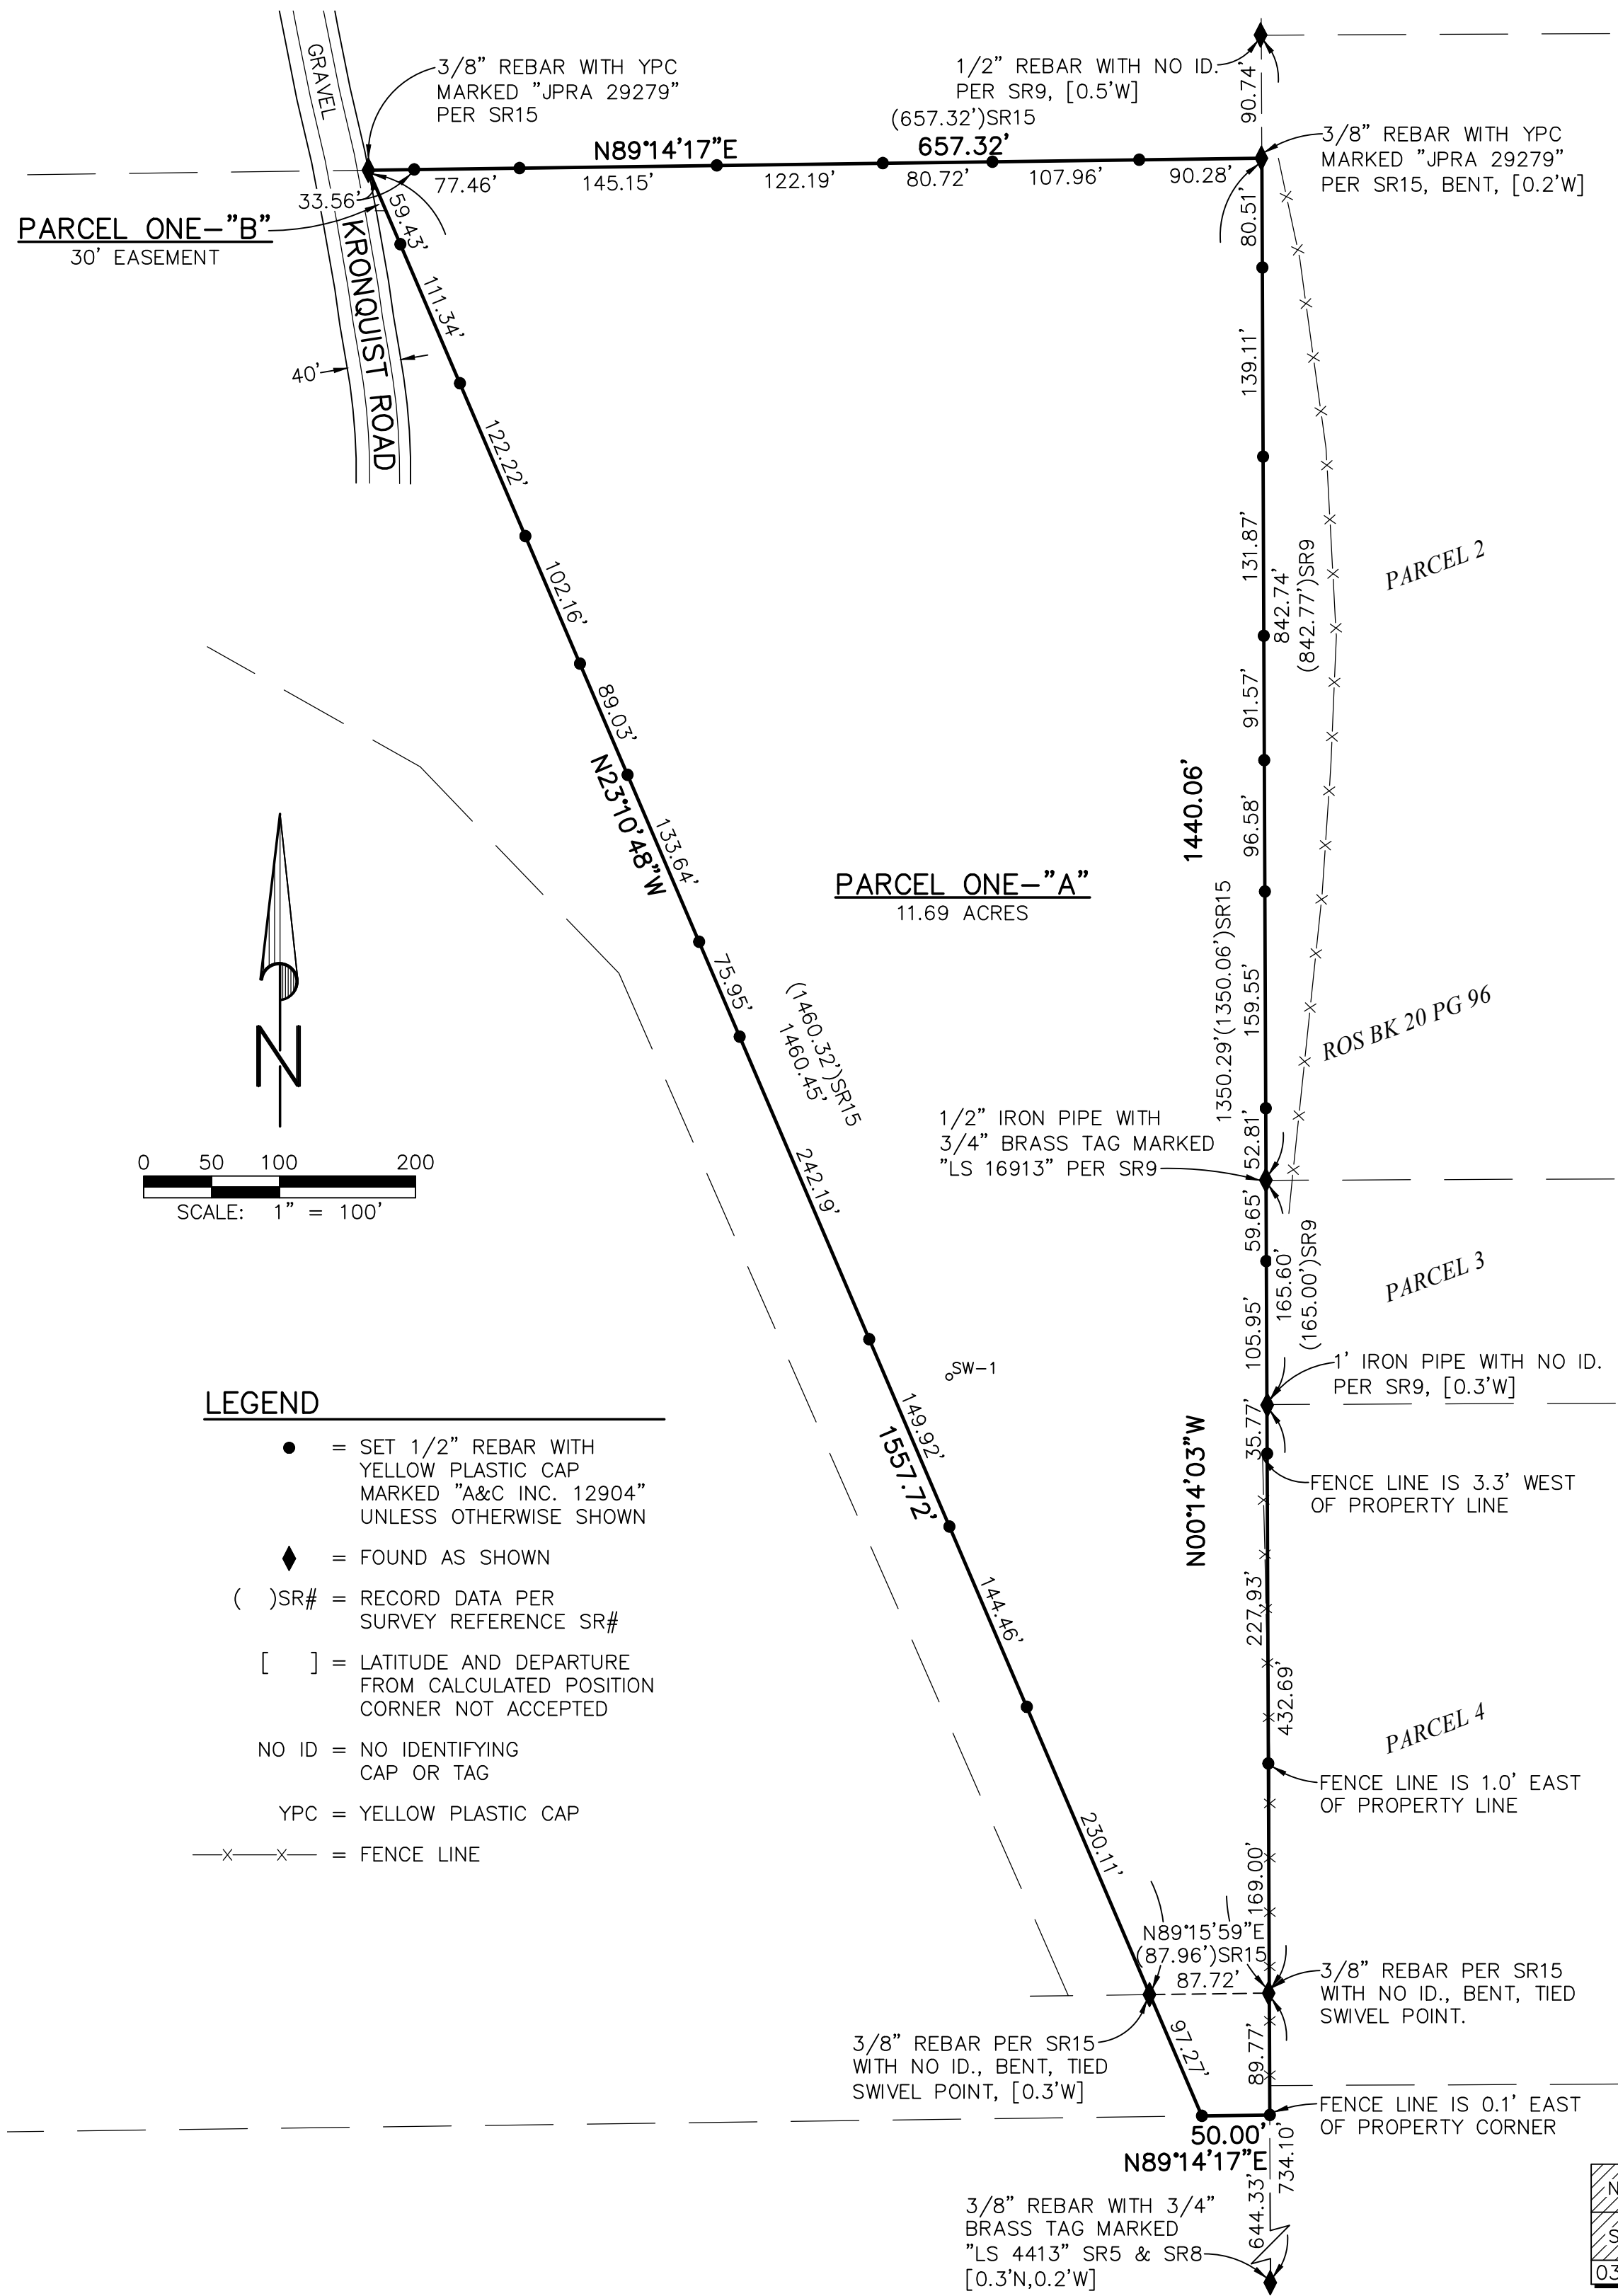 GRAVEL
3/8" REBAR WITH YPC
MARKED "JPRA 29279"
PER SR15
1/2" REBAR WITH NO ID.
PER SR9, [0.5'W]
90.74'
(657.32')SR15
N89°14'17"E
657.32'
3/8" REBAR WITH YPC
MARKED "JPRA 29279"
PER SR15, BENT, [0.2'W]
33.56'
77.46'
145.15'
122.19'
80.72'
107.96'
90.28'
PARCEL ONE-"B"
30' EASEMENT
KRONQUIST ROAD
40'
59.43'
111.34'
122.22'
102.16'
89.03'
N23°10'48"W
133.64'
75.95'
(1460.32')SR15
1460.45'
242.19'
149.92'
1557.72'
144.46'
230.11'
97.27'
80.51'
139.11'
131.87'
842.74'
(842.77')SR9
91.57'
96.58'
1440.06'
1350.29'(1350.06')SR15
159.55'
52.81'
PARCEL 2
PARCEL ONE-"A"
11.69 ACRES
ROS BK 20 PG 96
N
0 50 100 200
SCALE: 1" = 100'
1/2" IRON PIPE WITH
3/4" BRASS TAG MARKED
"LS 16913" PER SR9
59.65'
165.60'
(165.00')SR9
105.95'
PARCEL 3
SW-1
1' IRON PIPE WITH NO ID.
PER SR9, [0.3'W]
35.77'
N00°14'03"W
FENCE LINE IS 3.3' WEST
OF PROPERTY LINE
227.93'
432.69'
PARCEL 4
FENCE LINE IS 1.0' EAST
OF PROPERTY LINE
169.00'
LEGEND
= SET 1/2" REBAR WITH
YELLOW PLASTIC CAP
MARKED "A&C INC. 12904"
UNLESS OTHERWISE SHOWN
= FOUND AS SHOWN
( )SR# = RECORD DATA PER
SURVEY REFERENCE SR#
[ ] = LATITUDE AND DEPARTURE
FROM CALCULATED POSITION
CORNER NOT ACCEPTED
NO ID = NO IDENTIFYING
CAP OR TAG
YPC = YELLOW PLASTIC CAP
—x—x— = FENCE LINE
N89°15'59"E
(87.96')SR15
87.72'
3/8" REBAR PER SR15
WITH NO ID., BENT, TIED
SWIVEL POINT.
3/8" REBAR PER SR15
WITH NO ID., BENT, TIED
SWIVEL POINT, [0.3'W]
89.77'
FENCE LINE IS 0.1' EAST
OF PROPERTY CORNER
50.00'
N89°14'17"E
734.10'
644.33'
3/8" REBAR WITH 3/4"
BRASS TAG MARKED
"LS 4413" SR5 & SR8
[0.3'N,0.2'W]